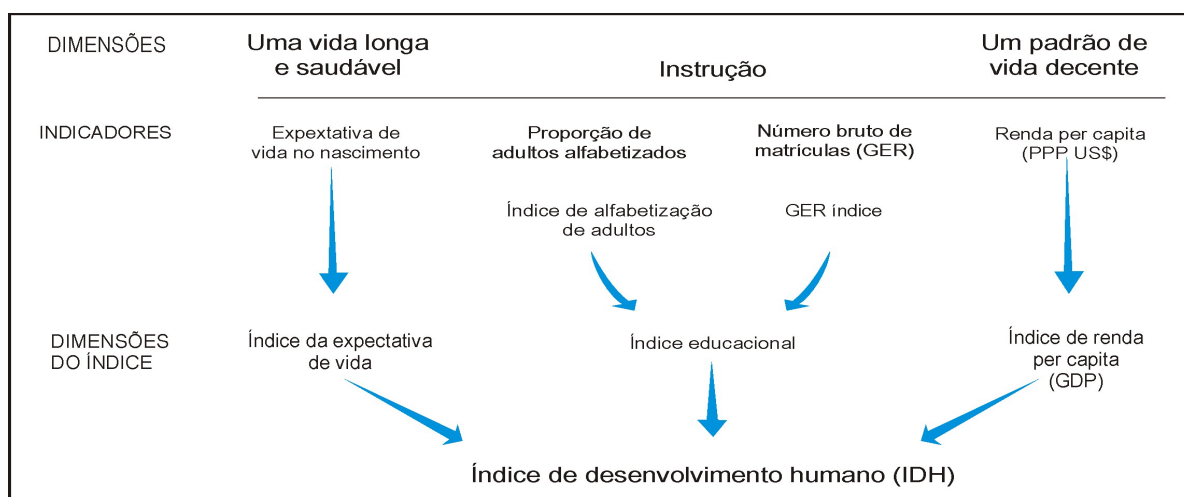 DIMENSÕES
Uma vida longa
e saudável
Instrução
Um padrão de
vida decente
INDICADORES
Expextativa de
vida no nascimento
Proporção de
adultos alfabetizados
Número bruto de
matrículas (GER)
Renda per capita
(PPP US$)
Índice de alfabetização
de adultos
GER índice
DIMENSÕES
DO ÍNDICE
Índice da expectativa
de vida
Índice educacional
Índice de renda
per capita
(GDP)
Índice de desenvolvimento humano (IDH)